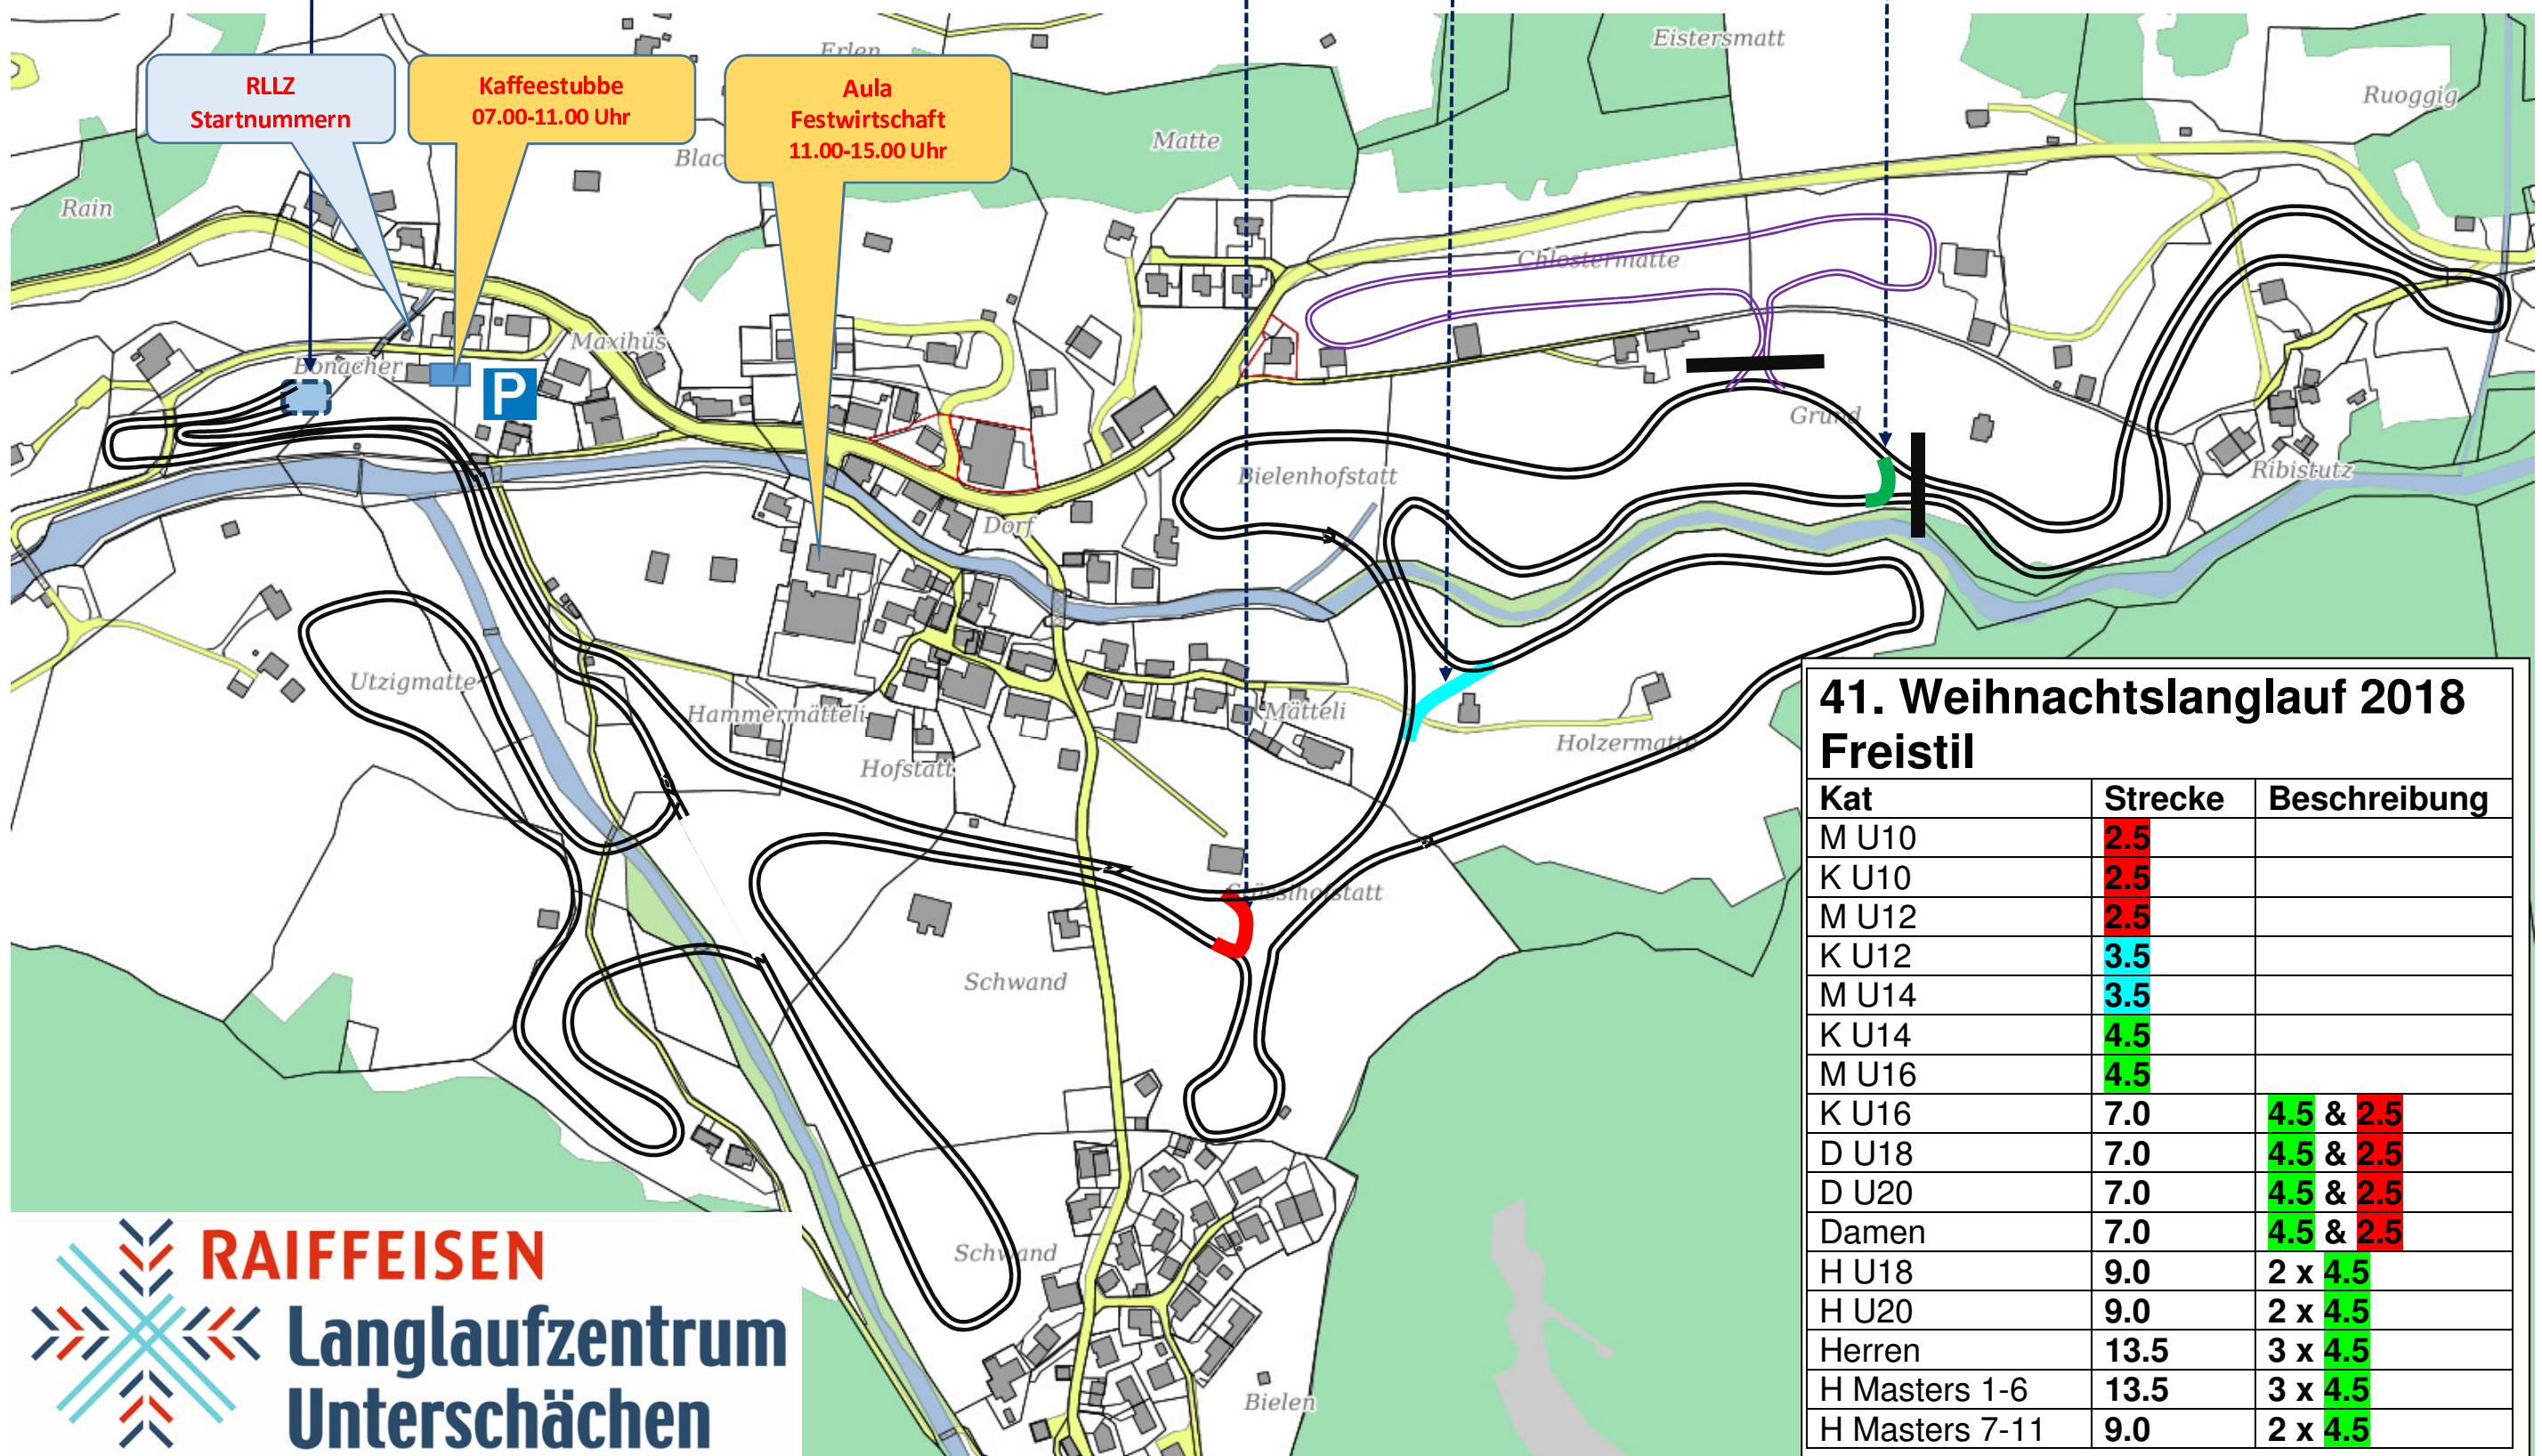 Erlen
Eistersmatt
Ruoggig
RLLZ
Startnummern
Kaffeestubbe
07.00-11.00 Uhr
Aula
Festwirtschaft
11.00-15.00 Uhr
Matte
Blac
Rain
Chlostermatte
Maxihüs
Bonacher
P
Grund
Bielenhofstatt
Ribistutz
Dorf
Utzigmatte
Hammermätteli
Mätteli
Holzermatte
Hofstatt
Schwand
Schwand
Bielen
41. Weihnachtslanglauf 2018
Freistil
Kat Strecke Beschreibung
M U10 2.5
K U10 2.5
M U12 2.5
K U12 3.5
M U14 3.5
K U14 4.5
M U16 4.5
K U16 7.0 4.5 & 2.5
D U18 7.0 4.5 & 2.5
D U20 7.0 4.5 & 2.5
Damen 7.0 4.5 & 2.5
H U18 9.0 2 x 4.5
H U20 9.0 2 x 4.5
Herren 13.5 3 x 4.5
H Masters 1-6 13.5 3 x 4.5
H Masters 7-11 9.0 2 x 4.5
RAIFFEISEN
Langlaufzentrum
Unterschächen